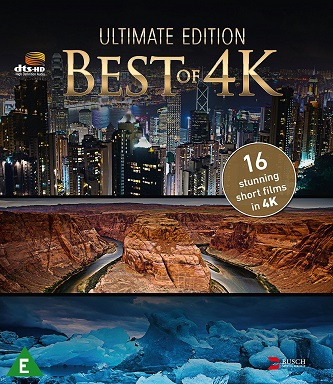 ULTIMATE EDITION
BEST OF 4K
dts-HD
16
stunning
short films
in 4K
E
BUSCH